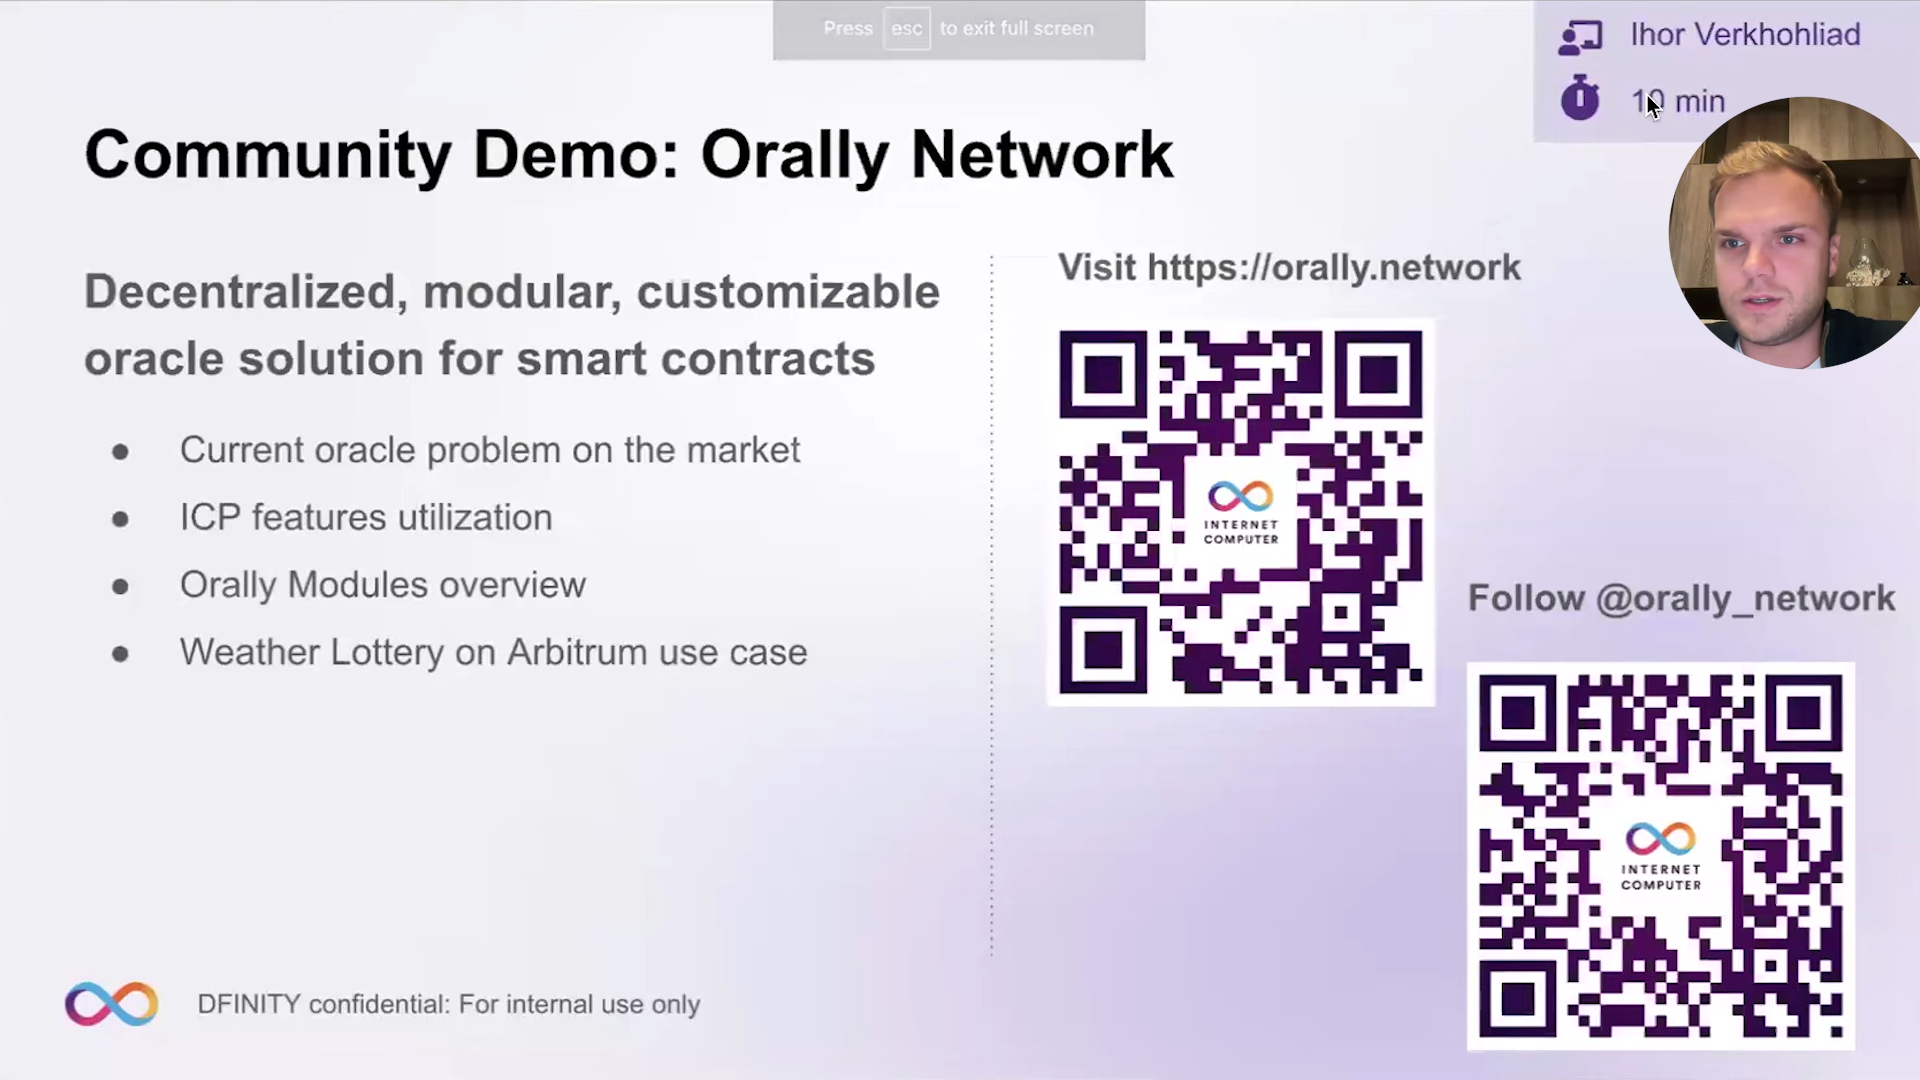 Press esc to exit full screen
Ihor Verkhohliad
10 min
Community Demo: Orally Network
Decentralized, modular, customizable
oracle solution for smart contracts
● Current oracle problem on the market
● ICP features utilization
● Orally Modules overview
● Weather Lottery on Arbitrum use case
Visit https://orally.network
INTERNET
COMPUTER
Follow @orally_network
INTERNET
COMPUTER
DFINITY confidential: For internal use only